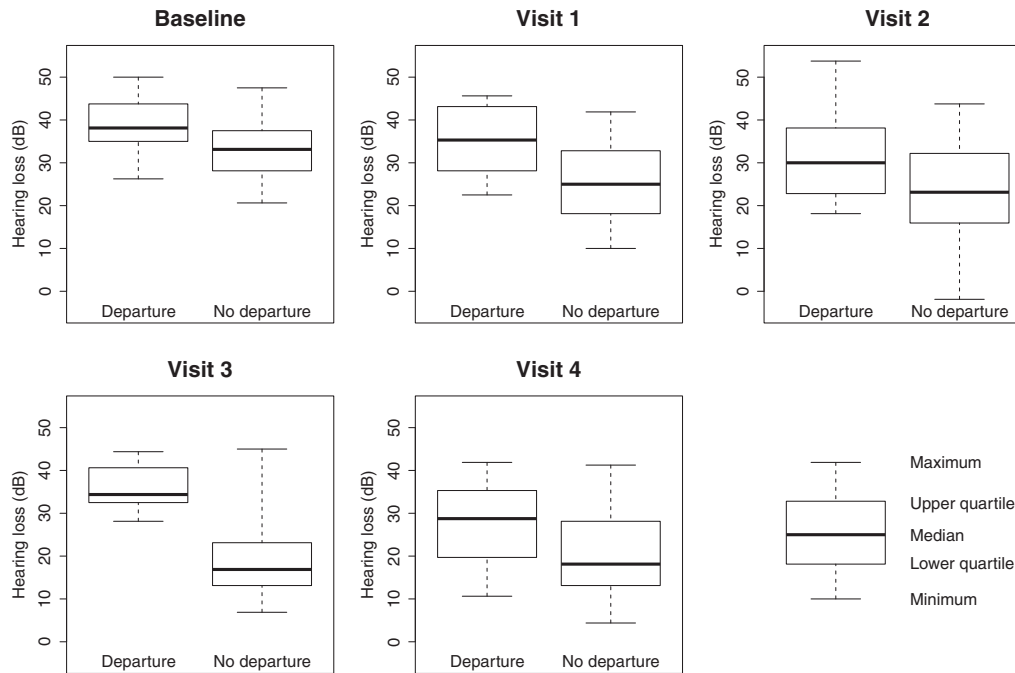 Baseline
Hearing loss (dB)
50
40
30
20
10
0
Departure No departure
Visit 1
Hearing loss (dB)
50
40
30
20
10
0
Departure No departure
Visit 2
Hearing loss (dB)
50
40
30
20
10
0
Departure No departure
Visit 3
Hearing loss (dB)
50
40
30
20
10
0
Departure No departure
Visit 4
Hearing loss (dB)
50
40
30
20
10
0
Departure No departure
Maximum
Upper quartile
Median
Lower quartile
Minimum